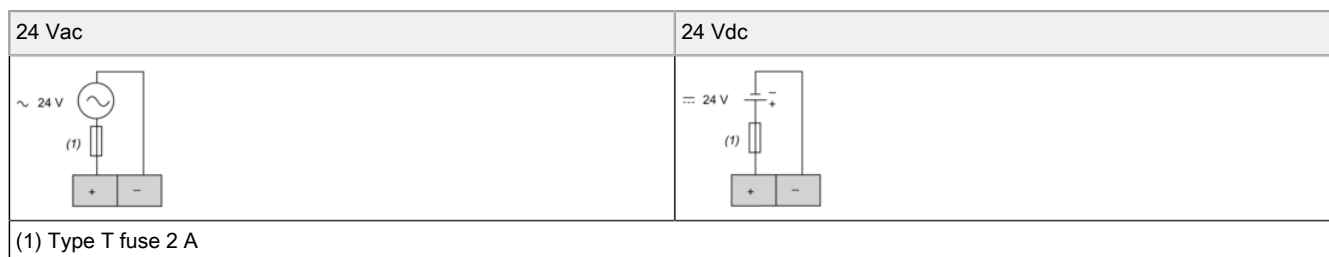 24 Vac
24 Vdc
∼ 24 V
(1)
+ −
⎓ 24 V
−
+
(1)
+ −
(1) Type T fuse 2 A